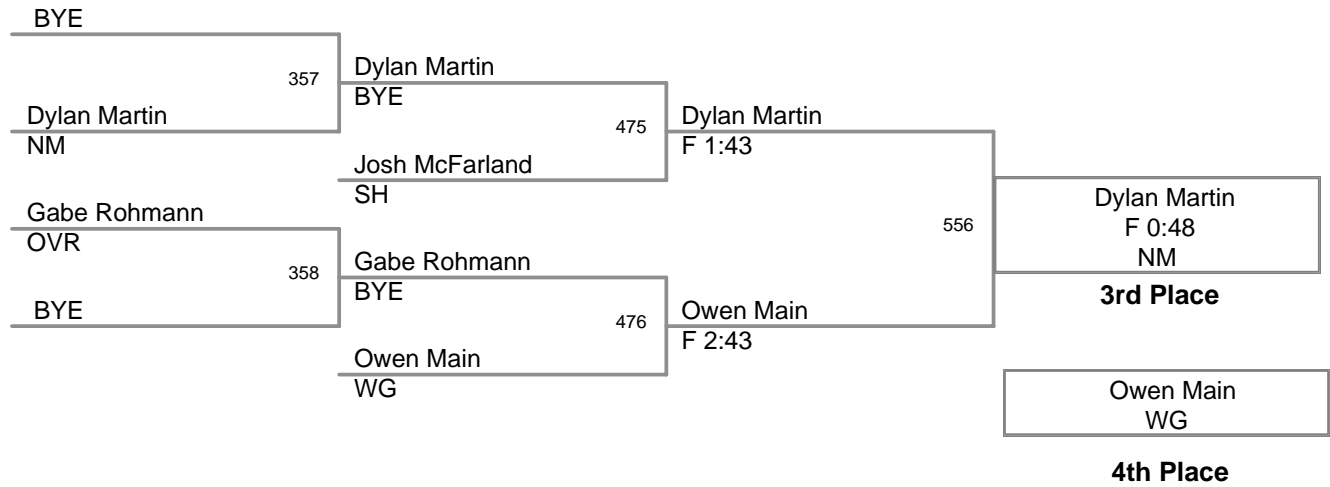 BYE
357
Dylan Martin
NM
Dylan Martin
BYE
475
Josh McFarland
SH
Dylan Martin
F 1:43
Gabe Rohmann
OVR
358
BYE
Gabe Rohmann
BYE
476
Owen Main
WG
Owen Main
F 2:43
556
Dylan Martin
F 0:48
NM
3rd Place
Owen Main
WG
4th Place